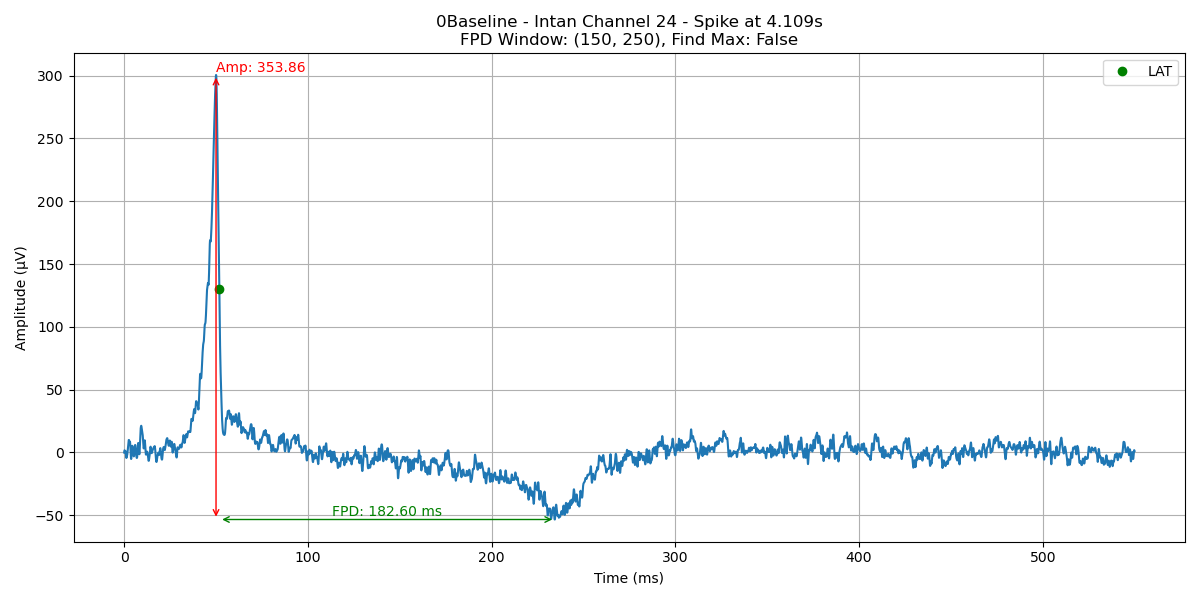 0Baseline - Intan Channel 24 - Spike at 4.109s
FPD Window: (150, 250), Find Max: False
Amp: 353.86
LAT
300
250
200
150
100
50
0
−50
Amplitude (µV)
FPD: 182.60 ms
0
100
200
300
400
500
Time (ms)